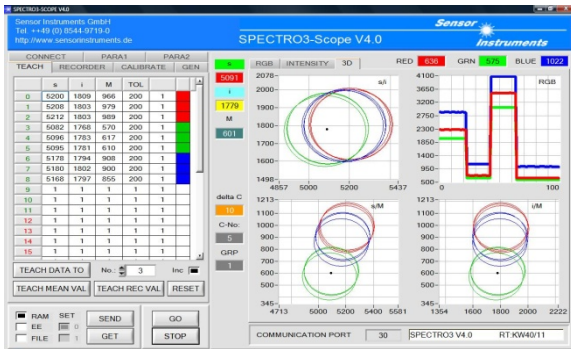 SPECTRO3-Scope V4.0
Sensor Instruments GmbH
Tel. ++49 (0) 8544-9719-0
http://www.sensorinstruments.de
SPECTRO3-Scope V4.0
Sensor
Instruments
CONNECT PARA1 PARA2
TEACH RECORDER CALIBRATE GEN
s i M TOL
0 5200 1809 966 200 1
1 5208 1803 979 200 1
2 5212 1803 989 200 1
3 5082 1768 570 200 1
4 5096 1783 617 200 1
5 5095 1781 610 200 1
6 5178 1794 908 200 1
7 5180 1802 900 200 1
8 5168 1797 855 200 1
9 1 1 1 1 1
10 1 1 1 1 1
11 1 1 1 1 1
12 1 1 1 1 1
13 1 1 1 1 1
14 1 1 1 1 1
15 1 1 1 1 1
TEACH DATA TO No.: 3 Inc
TEACH MEAN VAL TEACH REC VAL RESET
RAM SET SEND GO
EE 0
FILE 1 GET STOP
s
5091
i
1779
M
601
delta C
10
C-No:
5
GRP
1
RGB INTENSITY 3D RED 636 GRN 575 BLUE 1022
s/i
2078
2000
1900
1800
1700
1600
1498
4857 5000 5200 5437
RGB
4100
3650
3200
2750
2300
1850
1400
950
500
0 100
s/M
1213
1100
1000
900
800
700
600
500
345
4713 5000 5200 5400 5581
i/M
1213
1100
1000
900
800
700
600
500
345
1354 1600 1800 2000 2222
COMMUNICATION PORT 30 SPECTRO3 V4.0 RT:KW40/11